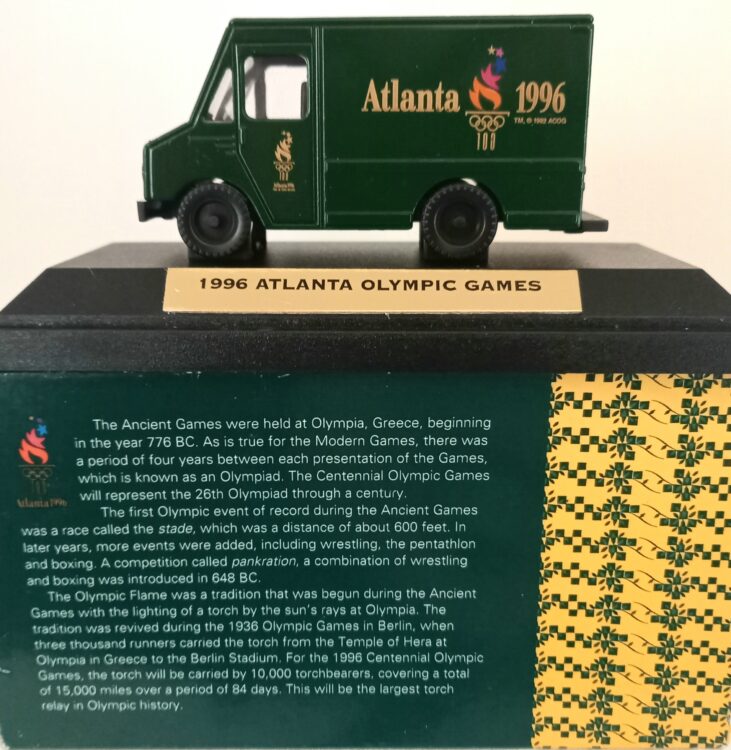 Atlanta 1996
TM, © 1992 ACOG
100
Atlanta 1996
1996 ATLANTA OLYMPIC GAMES
Atlanta 1996
The Ancient Games were held at Olympia, Greece, beginning
in the year 776 BC. As is true for the Modern Games, there was
a period of four years between each presentation of the Games,
which is known as an Olympiad. The Centennial Olympic Games
will represent the 26th Olympiad through a century.
The first Olympic event of record during the Ancient Games
was a race called the stade, which was a distance of about 600 feet. In
later years, more events were added, including wrestling, the pentathlon
and boxing. A competition called pankration, a combination of wrestling
and boxing was introduced in 648 BC.
The Olympic Flame was a tradition that was begun during the Ancient
Games with the lighting of a torch by the sun's rays at Olympia. The
tradition was revived during the 1936 Olympic Games in Berlin, when
three thousand runners carried the torch from the Temple of Hera at
Olympia in Greece to the Berlin Stadium. For the 1996 Centennial Olympic
Games, the torch will be carried by 10,000 torchbearers, covering a total
of 15,000 miles over a period of 84 days. This will be the largest torch
relay in Olympic history.